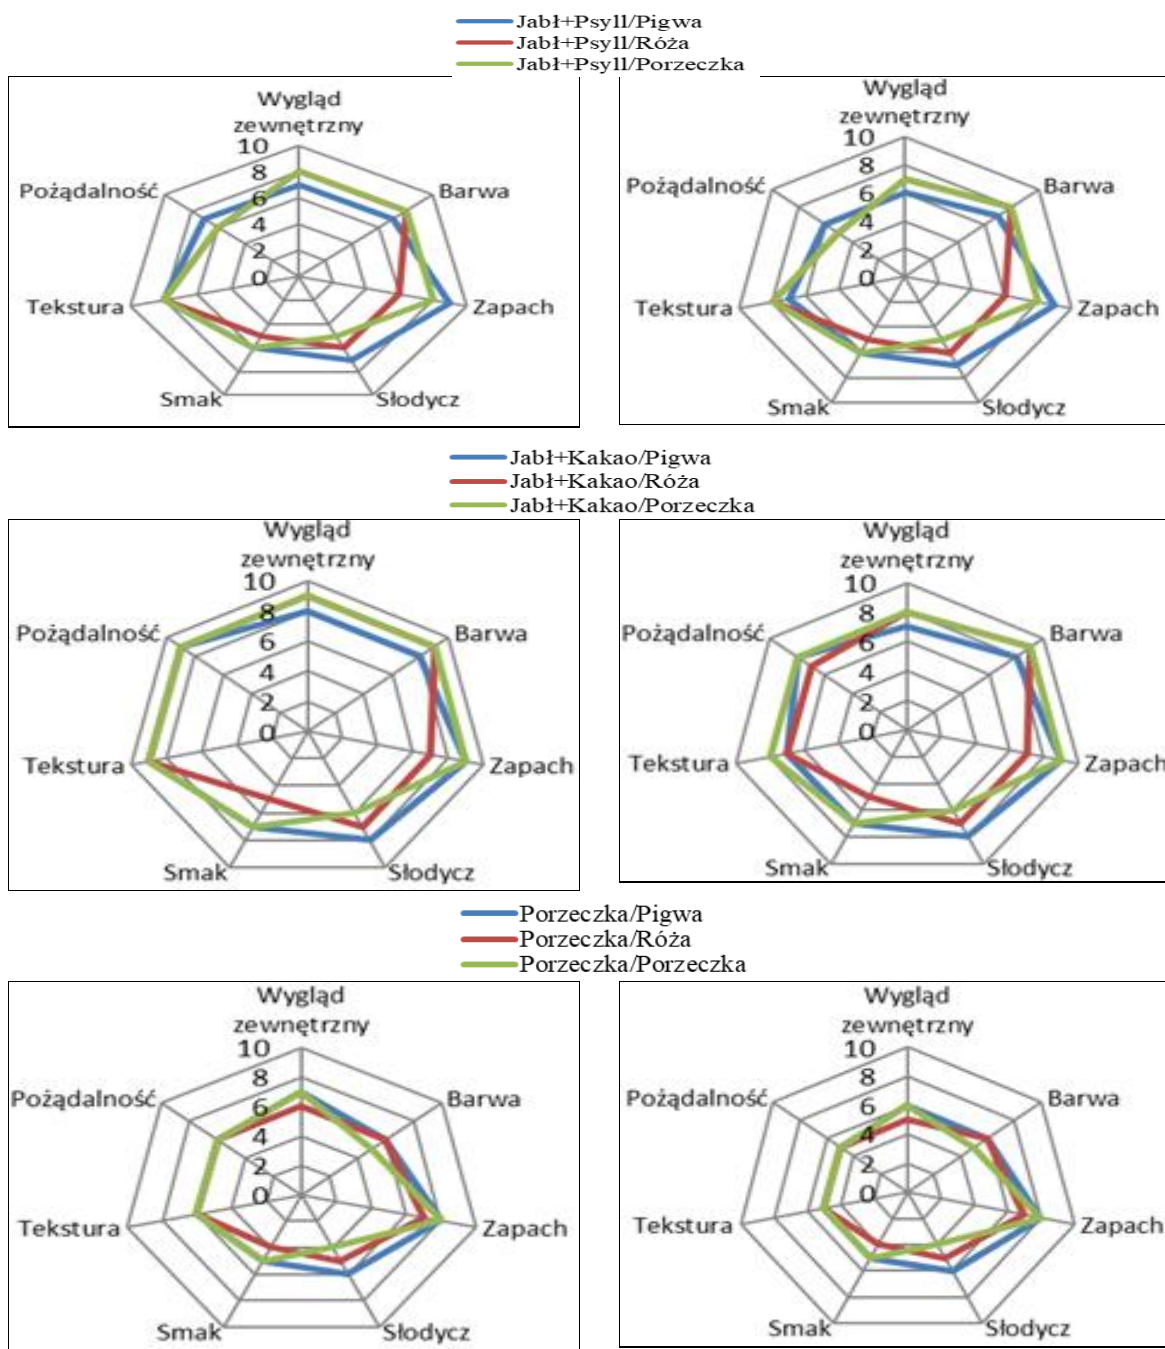 Jabł+Psyll/Pigwa
Jabł+Psyll/Róża
Jabł+Psyll/Porzeczka
Wygląd
zewnętrzny
10
8
6
4
2
0
Barwa
Zapach
Słodycz
Smak
Tekstura
Pożądalność
Wygląd
zewnętrzny
10
8
6
4
2
0
Barwa
Zapach
Słodycz
Smak
Tekstura
Pożądalność
Jabł+Kakao/Pigwa
Jabł+Kakao/Róża
Jabł+Kakao/Porzeczka
Wygląd
zewnętrzny
10
8
6
4
2
0
Barwa
Zapach
Słodycz
Smak
Tekstura
Pożądalność
Wygląd
zewnętrzny
10
8
6
4
2
0
Barwa
Zapach
Słodycz
Smak
Tekstura
Pożądalność
Porzeczka/Pigwa
Porzeczka/Róża
Porzeczka/Porzeczka
Wygląd
zewnętrzny
10
8
6
4
2
0
Barwa
Zapach
Słodycz
Smak
Tekstura
Pożądalność
Wygląd
zewnętrzny
10
8
6
4
2
0
Barwa
Zapach
Słodycz
Smak
Tekstura
Pożądalność